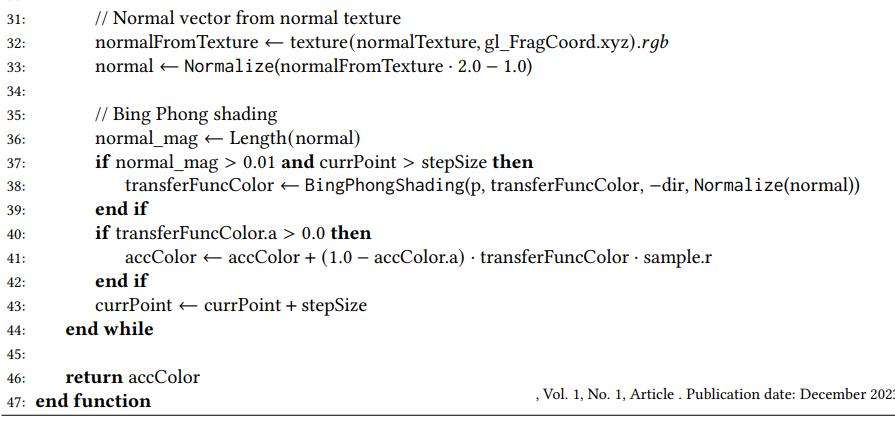 31: // Normal vector from normal texture
32: normalFromTexture ← texture(normalTexture, gl_FragCoord.xyz).rgb
33: normal ← Normalize(normalFromTexture · 2.0 − 1.0)
34:
35: // Bing Phong shading
36: normal_mag ← Length(normal)
37: if normal_mag > 0.01 and currPoint > stepSize then
38: transferFuncColor ← BingPhongShading(p, transferFuncColor, −dir, Normalize(normal))
39: end if
40: if transferFuncColor.a > 0.0 then
41: accColor ← accColor + (1.0 − accColor.a) · transferFuncColor · sample.r
42: end if
43: currPoint ← currPoint + stepSize
44: end while
45:
46: return accColor
, Vol. 1, No. 1, Article . Publication date: December
47: end function